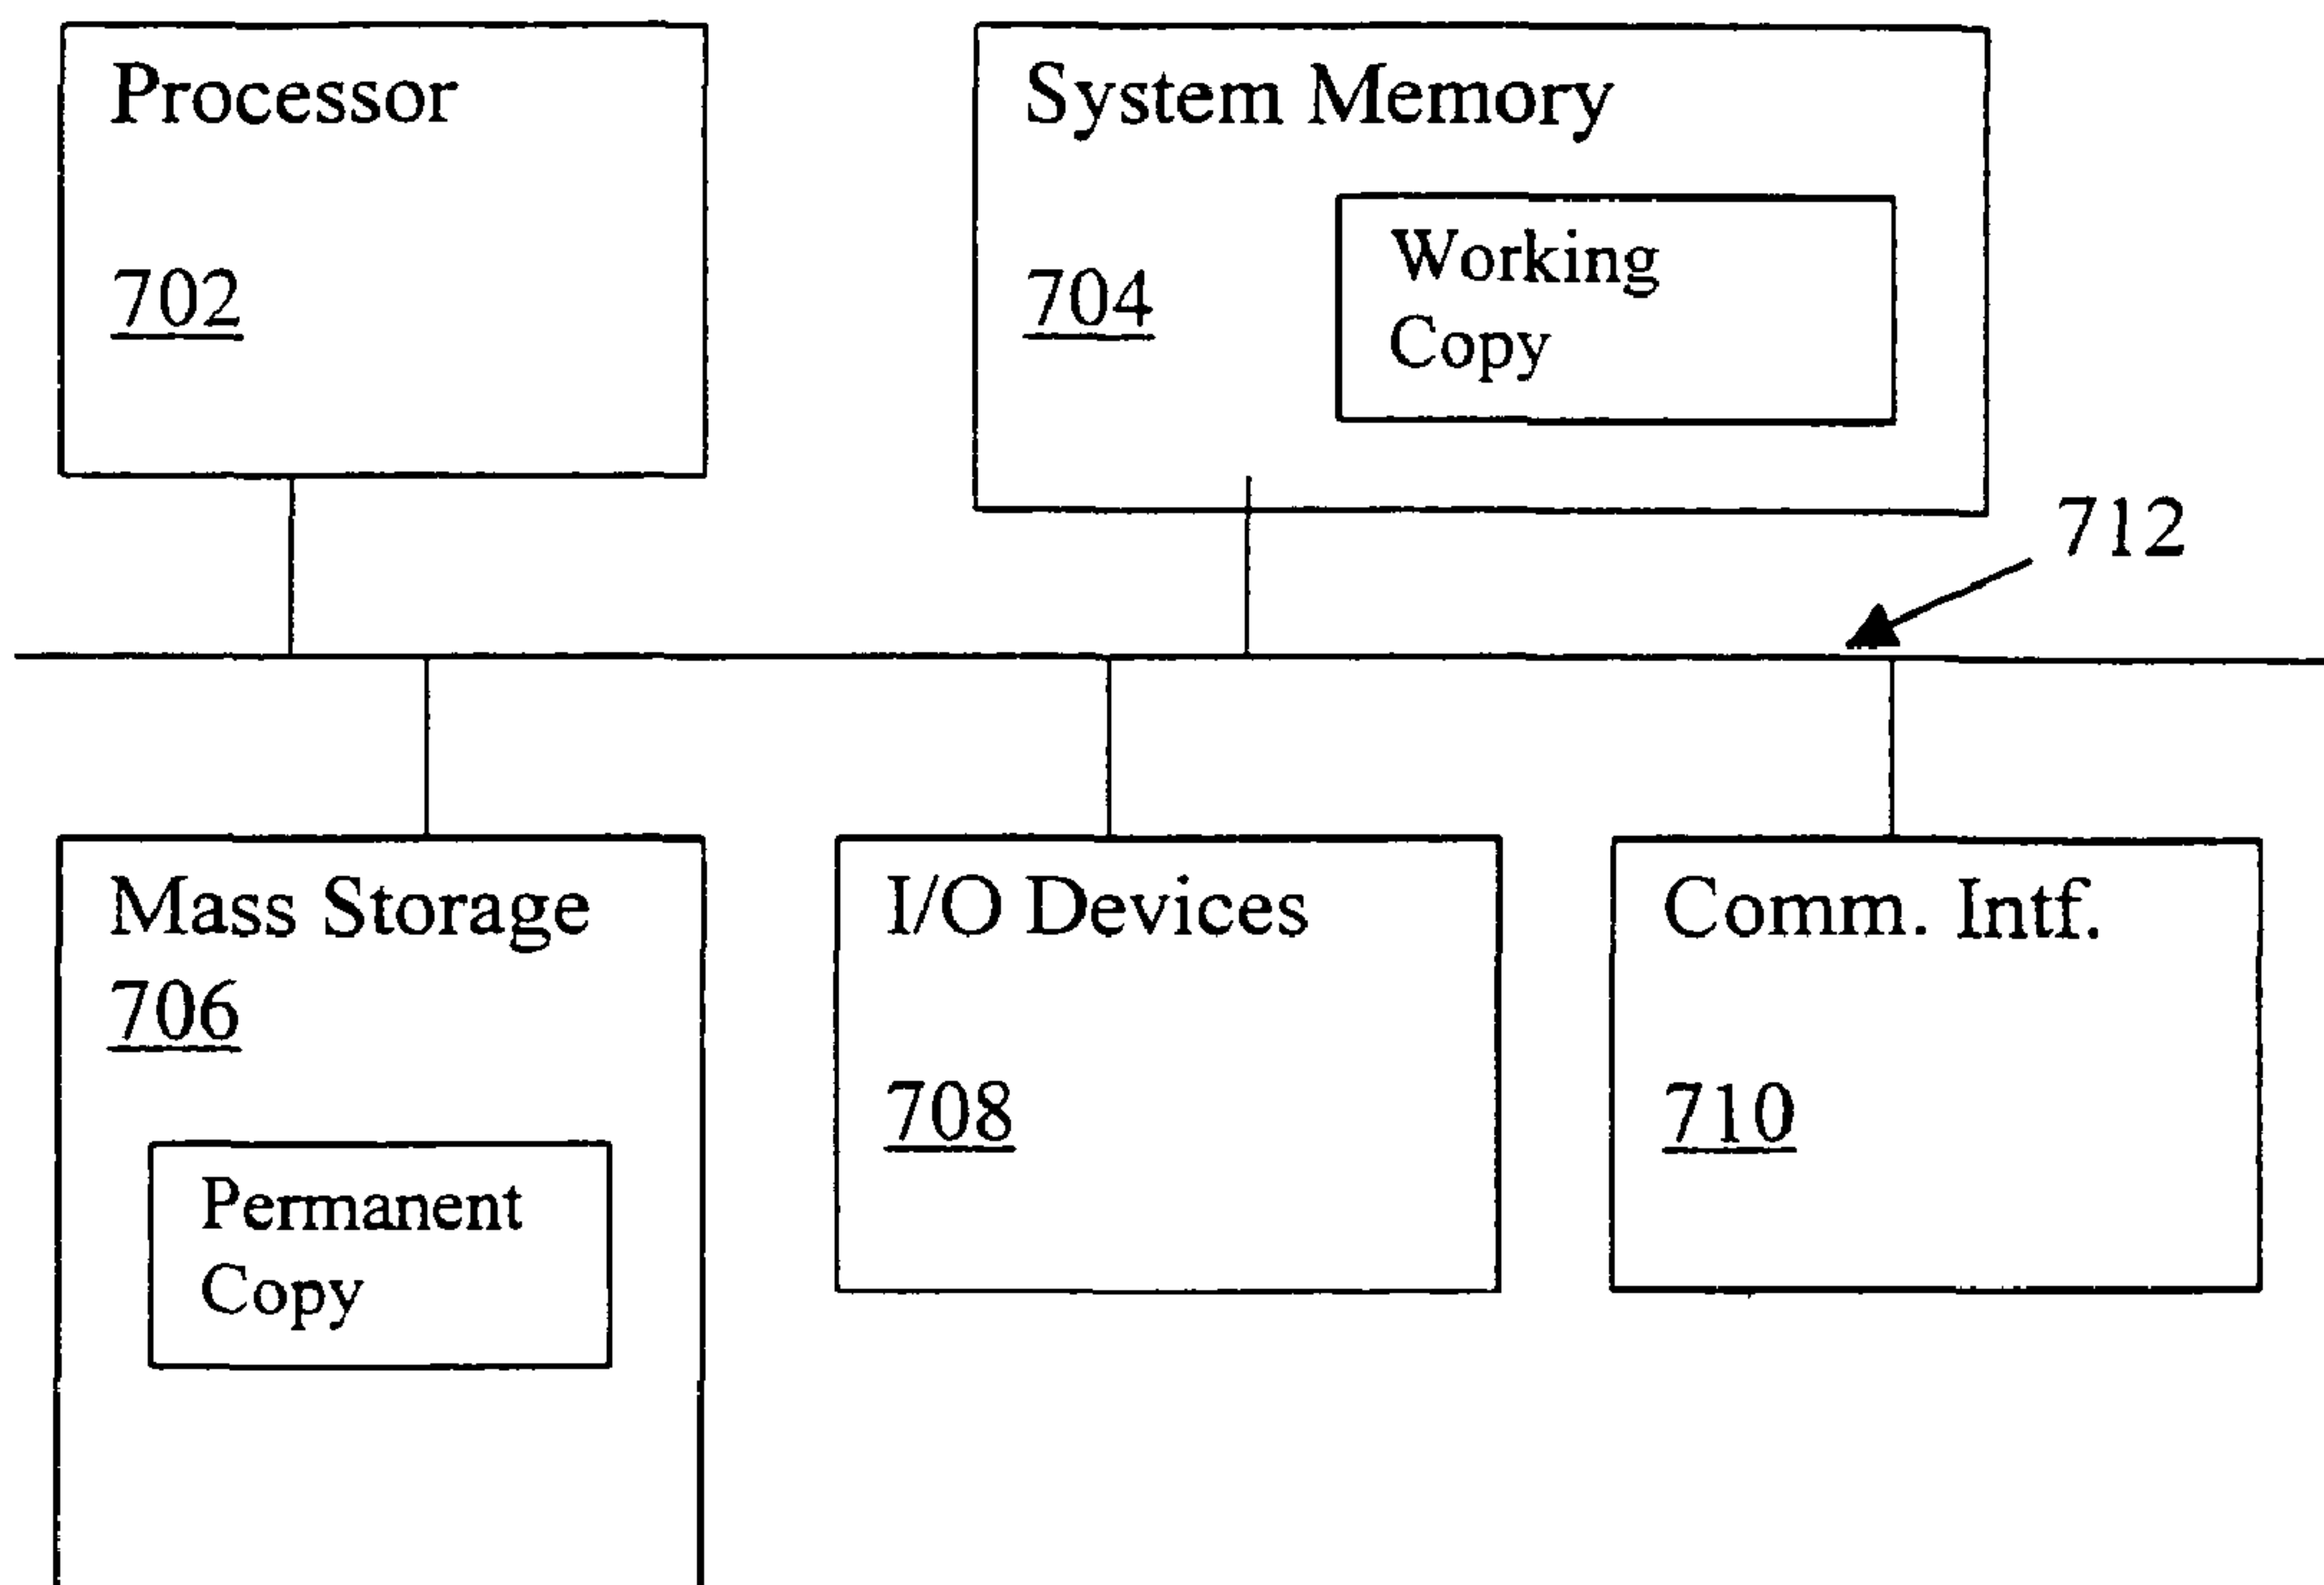 Processor
702
System Memory
704
Working
Copy
712
Mass Storage
706
Permanent
Copy
I/O Devices
708
Comm. Intf.
710